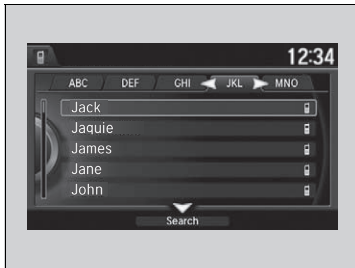 12:34
ABC DEF GHI JKL MNO
Jack
Jaquie
James
Jane
John
Search